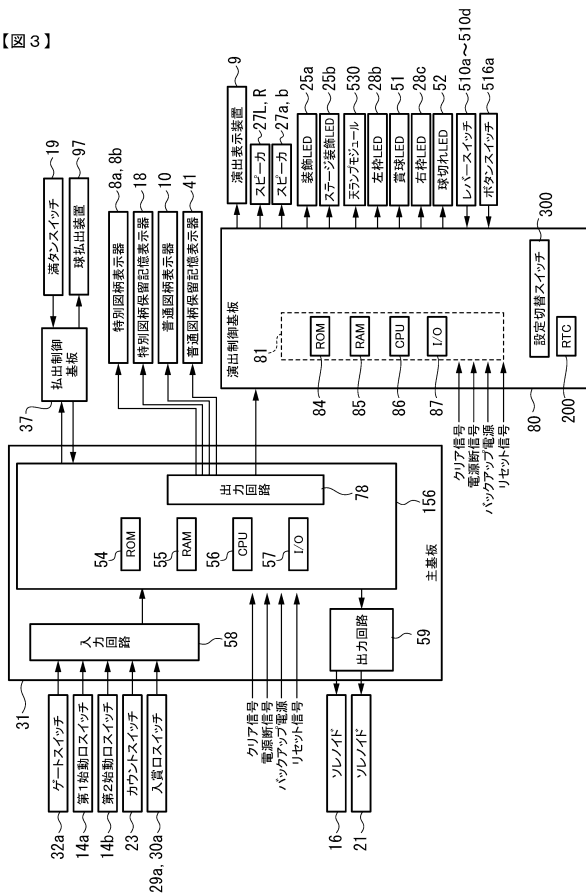 【図3】
19
満タンスイッチ
97
球払出装置
払出制御
基板
37
8a, 8b
特別図柄表示器
18
特別図柄保留記憶表示器
10
普通図柄表示器
41
普通図柄保留記憶表示器
9
演出表示装置
27L, R
スピーカ
27a, b
スピーカ
25a
装飾LED
25b
ステージ装飾LED
530
天ランプモジュール
28b
左枠LED
51
賞球LED
28c
右枠LED
52
球切れLED
510a～510d
レバースイッチ
516a
ボタンスイッチ
演出制御基板
81
ROM
84
RAM
85
CPU
86
I/O
87
300
設定切替スイッチ
RTC
200
80
クリア信号
電源断信号
バックアップ電源
リセット信号
31
主基板
156
出力回路
78
54
ROM
55
RAM
56
CPU
57
I/O
入力回路
58
クリア信号
電源断信号
バックアップ電源
リセット信号
出力回路
59
ゲートスイッチ
32a
第1始動口スイッチ
14a
第2始動口スイッチ
14b
カウントスイッチ
23
入賞口スイッチ
29a, 30a
ソレノイド
16
ソレノイド
21